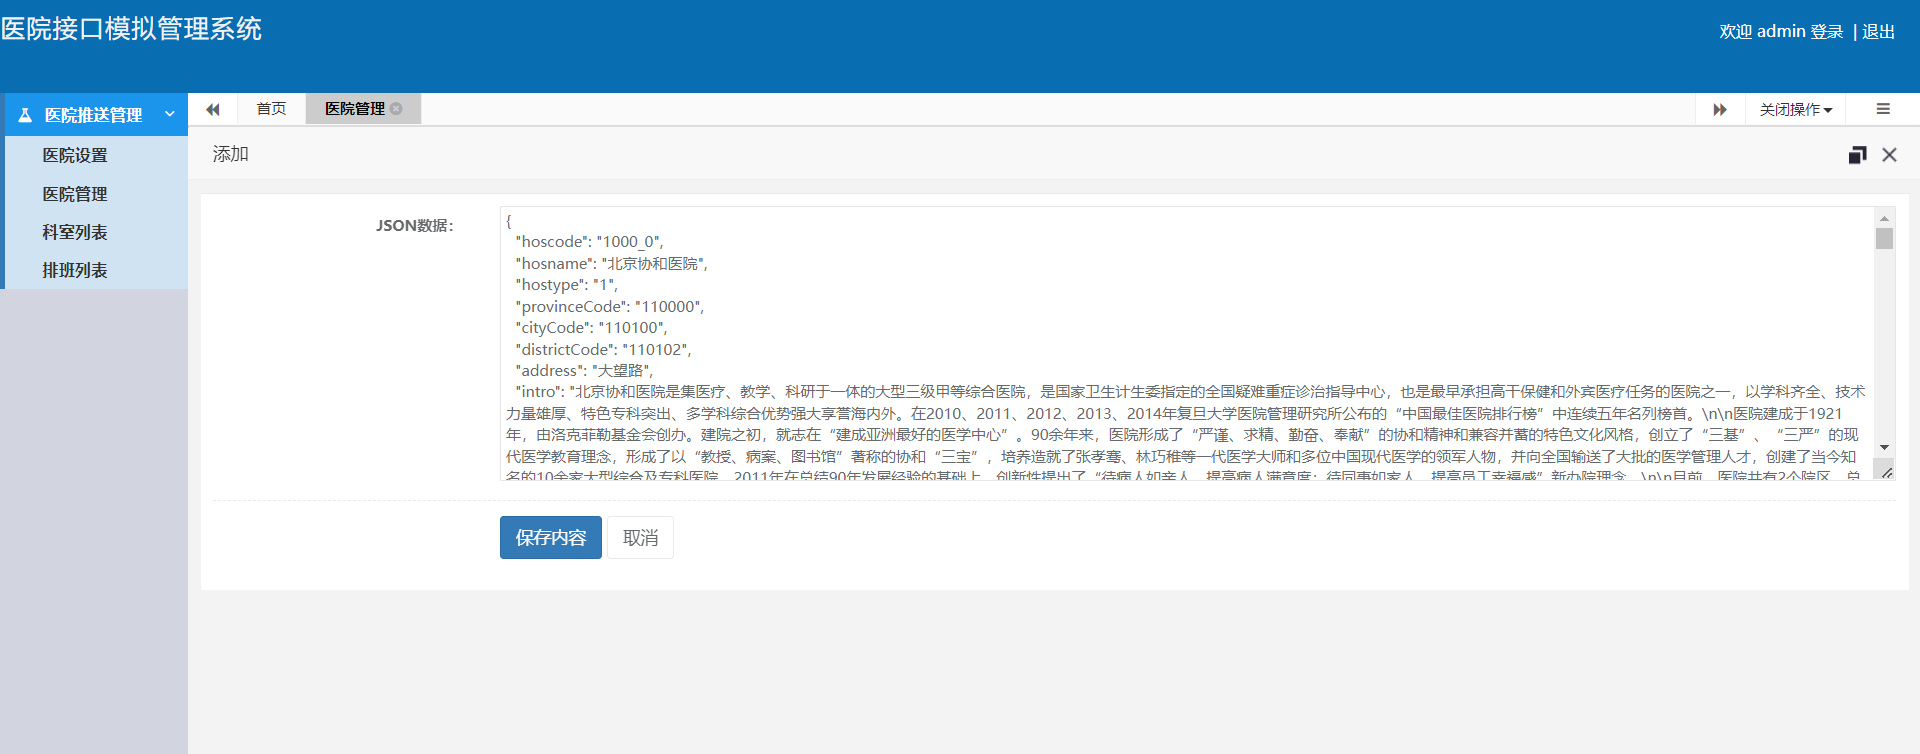 医院接口模拟管理系统
欢迎 admin 登录 | 退出
医院推送管理
医院设置
医院管理
科室列表
排班列表
首页
医院管理
关闭操作
添加
JSON数据：
{
"hoscode": "1000_0",
"hosname": "北京协和医院",
"hostype": "1",
"provinceCode": "110000",
"cityCode": "110100",
"districtCode": "110102",
"address": "大望路",
"intro": "北京协和医院是集医疗、教学、科研于一体的大型三级甲等综合医院，是国家卫生计生委指定的全国疑难重症诊治指导中心，也是最早承担高干保健和外宾医疗任务的医院之一，以学科齐全、技术
力量雄厚、特色专科突出、多学科综合优势强大享誉海内外。在2010、2011、2012、2013、2014年复旦大学医院管理研究所公布的“中国最佳医院排行榜”中连续五年名列榜首。\n\n医院建成于1921
年，由洛克菲勒基金会创办。建院之初，就志在“建成亚洲最好的医学中心”。90余年来，医院形成了“严谨、求精、勤奋、奉献”的协和精神和兼容并蓄的特色文化风格，创立了“三基”、“三严”的现
代医学教育理念，形成了以“教授、病案、图书馆”著称的协和“三宝”，培养造就了张孝骞、林巧稚等一代医学大师和多位中国现代医学的领军人物，并向全国输送了大批的医学管理人才，创建了当今知
名的10余家大型综合及专科医院。2011年在总结90年发展经验的基础上，创新性提出了“待病人如亲人，提高病人满意度；待同事如家人，提高员工幸福感”新办院理念。\n\n目前，医院共有2个院区、总
保存内容
取消